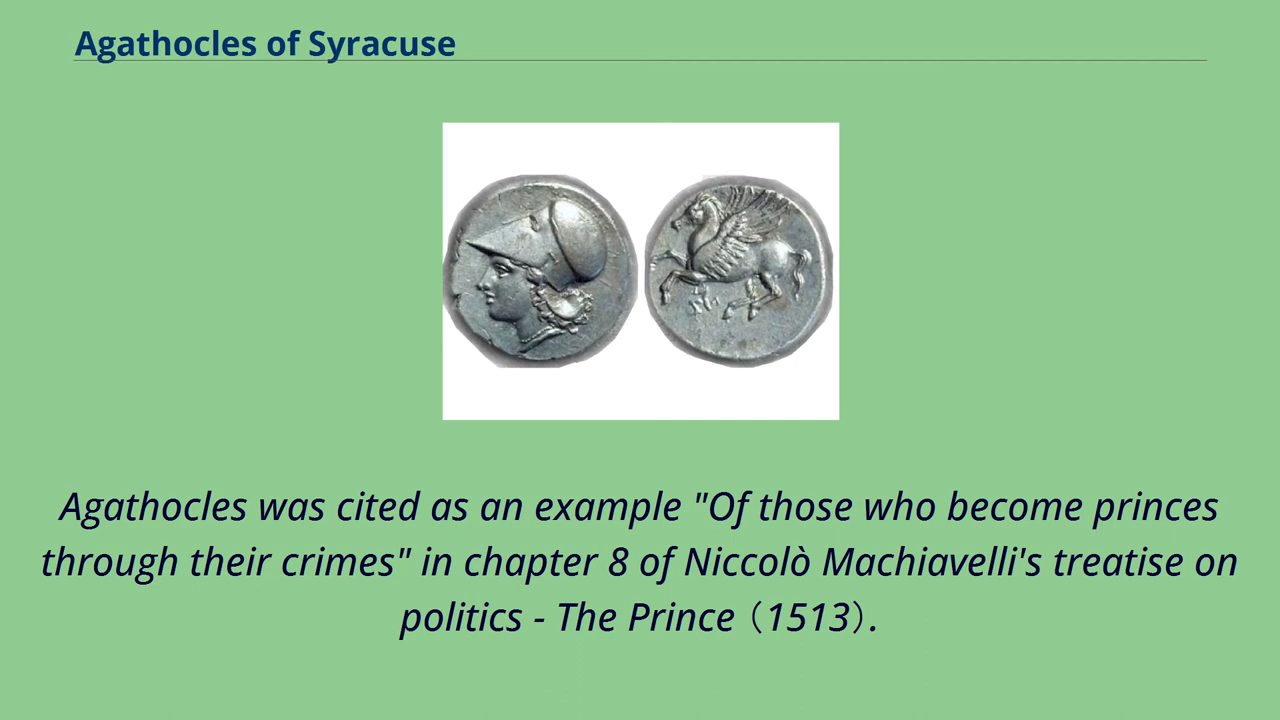 Agathocles of Syracuse
Agathocles was cited as an example "Of those who become princes
through their crimes" in chapter 8 of Niccolò Machiavelli's treatise on
politics - The Prince（1513）.